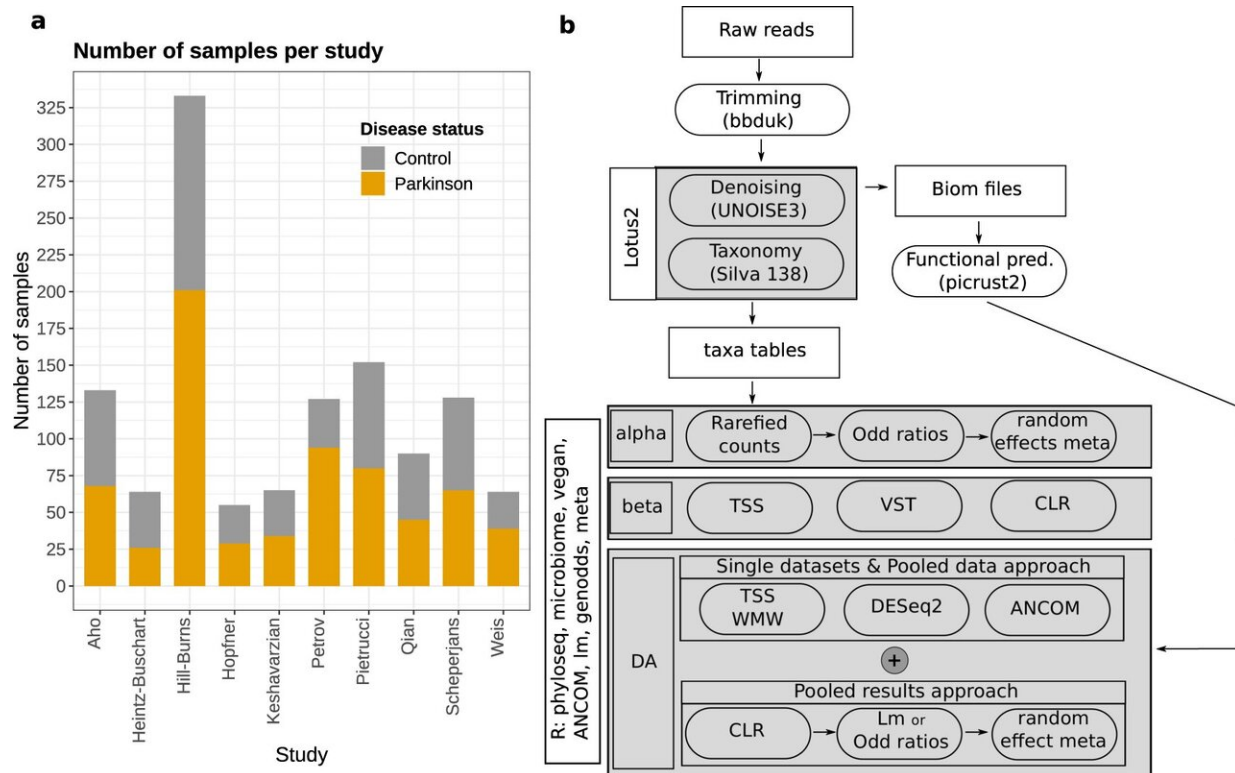 a
Number of samples per study
Number of samples
325
300
275
250
225
200
175
150
125
100
75
50
25
0
Disease status
Control
Parkinson
Aho
Heintz-Buschart
Hill-Burns
Hopfner
Keshavarzian
Petrov
Pietrucci
Qian
Scheperjans
Weis
Study
b
Raw reads
Trimming
(bbduk)
Lotus2
Denoising
(UNOISE3)
Taxonomy
(Silva 138)
Biom files
Functional pred.
(picrust2)
taxa tables
R: phyloseq, microbiome, vegan,
ANCOM, lm, genodds, meta
alpha
Rarefied
counts
Odd ratios
random
effects meta
beta
TSS
VST
CLR
DA
Single datasets & Pooled data approach
TSS
WMW
DESeq2
ANCOM
+
Pooled results approach
CLR
Lm or
Odd ratios
random
effect meta